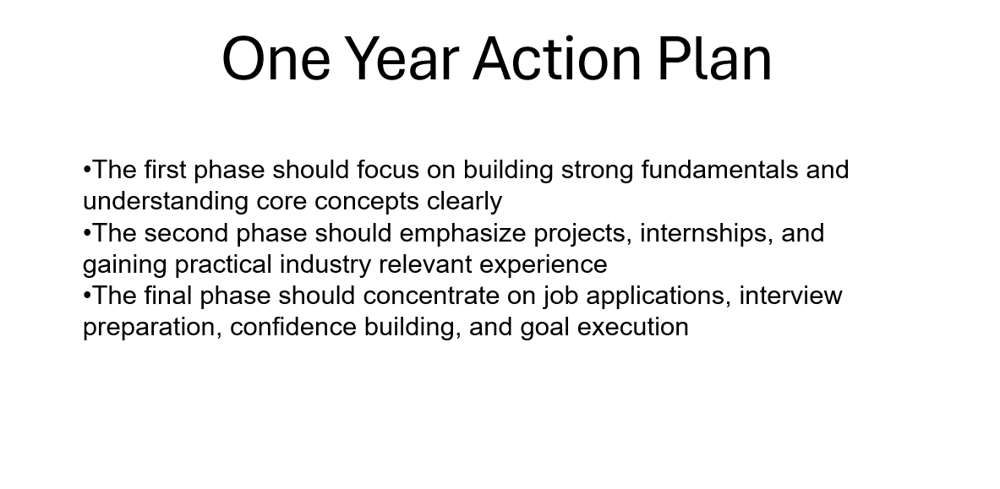 One Year Action Plan
•The first phase should focus on building strong fundamentals and
understanding core concepts clearly
•The second phase should emphasize projects, internships, and
gaining practical industry relevant experience
•The final phase should concentrate on job applications, interview
preparation, confidence building, and goal execution